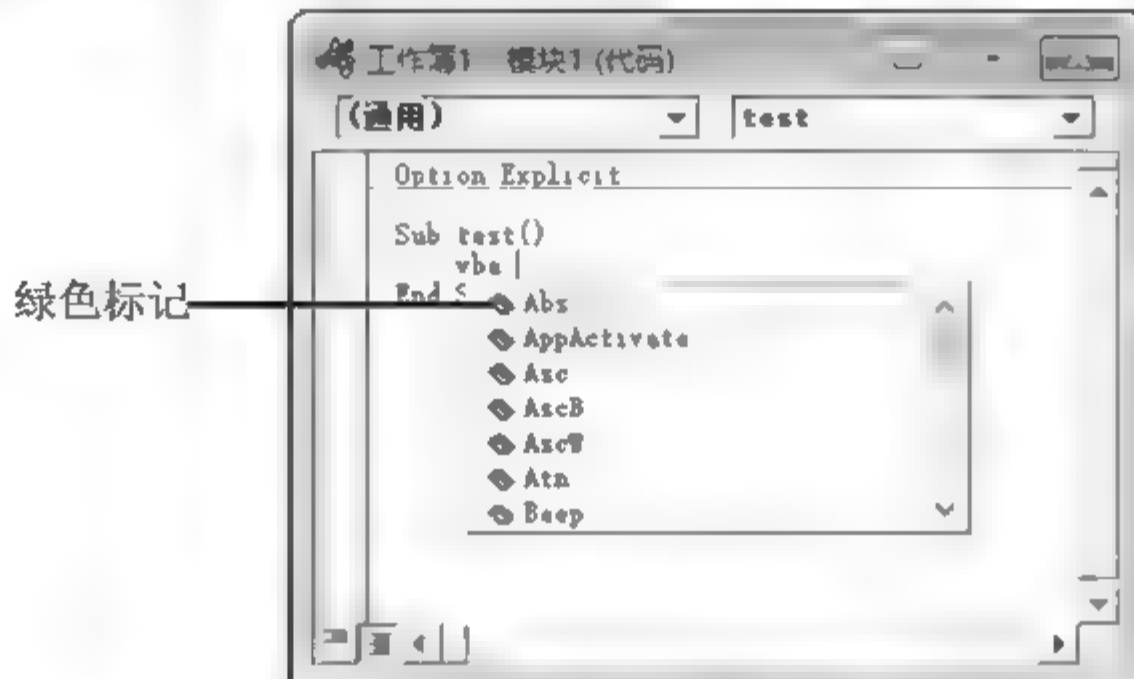 工作簿1 模块1 (代码)
(通用) test
Option Explicit
Sub test()
vba
End S
绿色标记
Abs
AppActivate
Asc
AscB
AscW
Atn
Beep